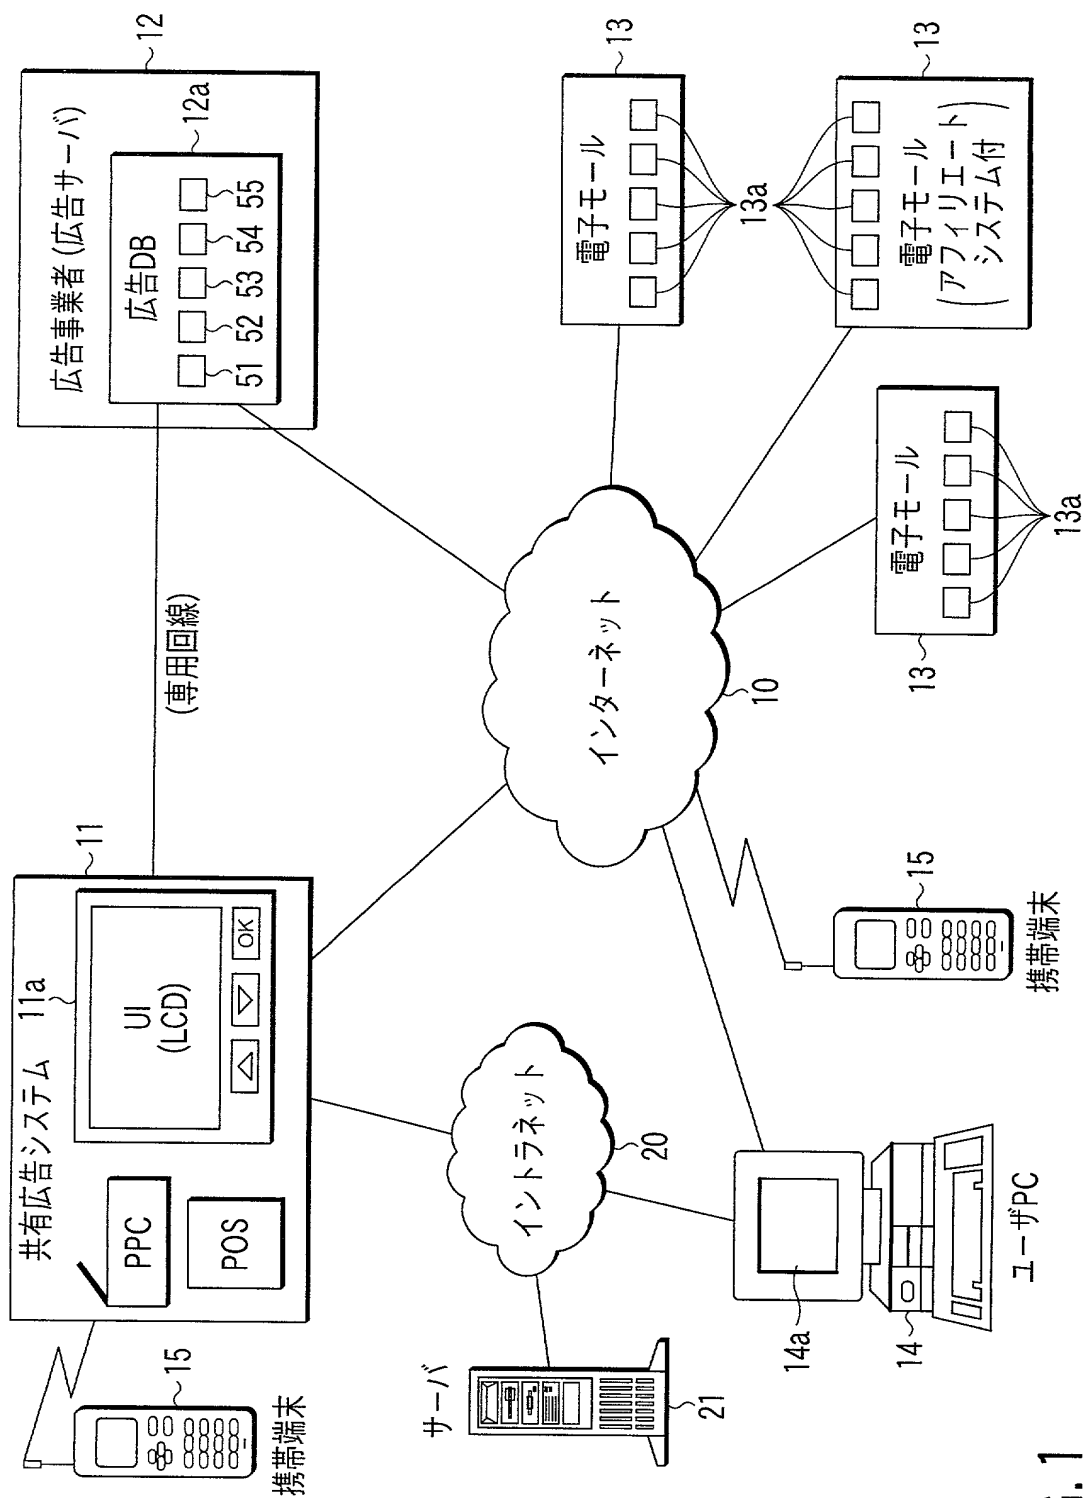 共有広告システム
11
11a
UI
(LCD)
OK
PPC
POS
15
携帯端末
(専用回線)
広告事業者 (広告サーバ)
12
広告DB
12a
51
52
53
54
55
サーバ
21
イントラネット
20
インターネット
10
電子モール
13
13a
電子モール
(アフィリエート
システム付)
13
電子モール
13
13a
14a
14
ユーザPC
15
携帯端末
. 1